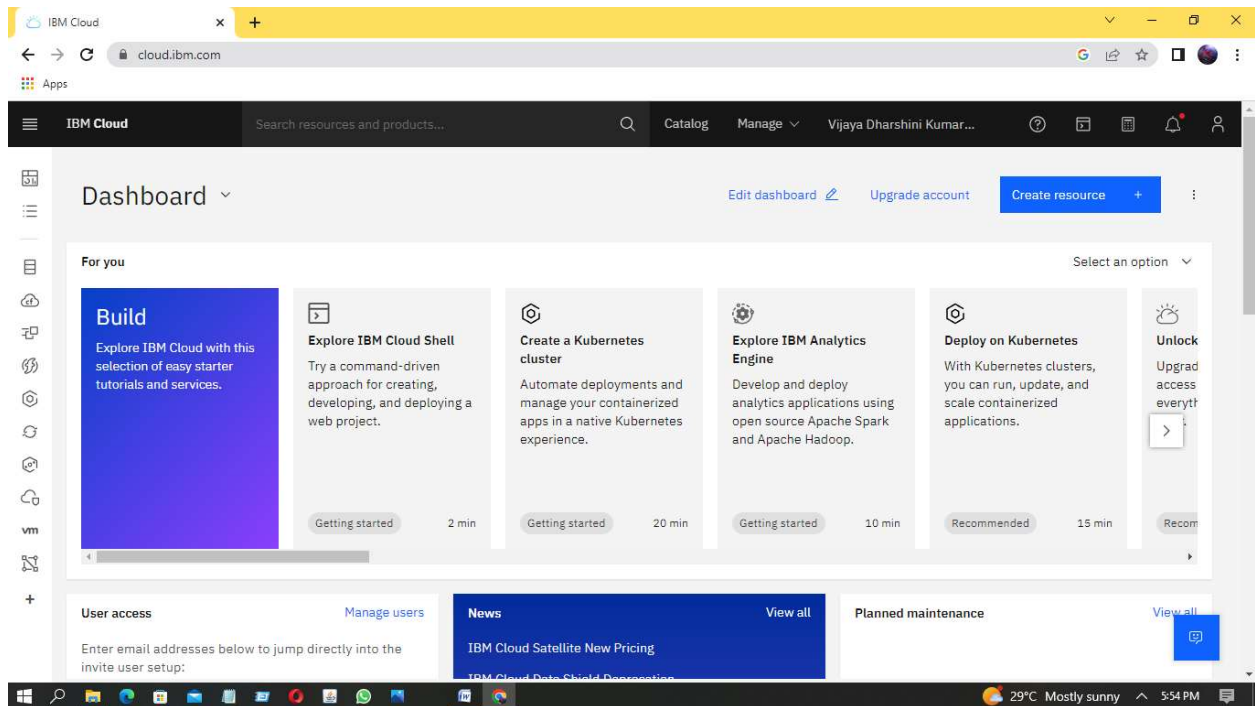 IBM Cloud
cloud.ibm.com
Apps
IBM Cloud
Search resources and products...
Catalog
Manage
Vijaya Dharshini Kumar...
Dashboard
Edit dashboard
Upgrade account
Create resource +
For you
Select an option
Build
Explore IBM Cloud with this
selection of easy starter
tutorials and services.
Explore IBM Cloud Shell
Try a command-driven
approach for creating,
developing, and deploying a
web project.
Getting started
2 min
Create a Kubernetes
cluster
Automate deployments and
manage your containerized
apps in a native Kubernetes
experience.
Getting started
20 min
Explore IBM Analytics
Engine
Develop and deploy
analytics applications using
open source Apache Spark
and Apache Hadoop.
Getting started
10 min
Deploy on Kubernetes
With Kubernetes clusters,
you can run, update, and
scale containerized
applications.
Recommended
15 min
Unlock
Upgrad
access
everyth
Recom
vm
User access
Manage users
Enter email addresses below to jump directly into the
invite user setup:
News
View all
IBM Cloud Satellite New Pricing
IBM Cloud Data Shield Deprecation
Planned maintenance
View all
29°C Mostly sunny
5:54 PM